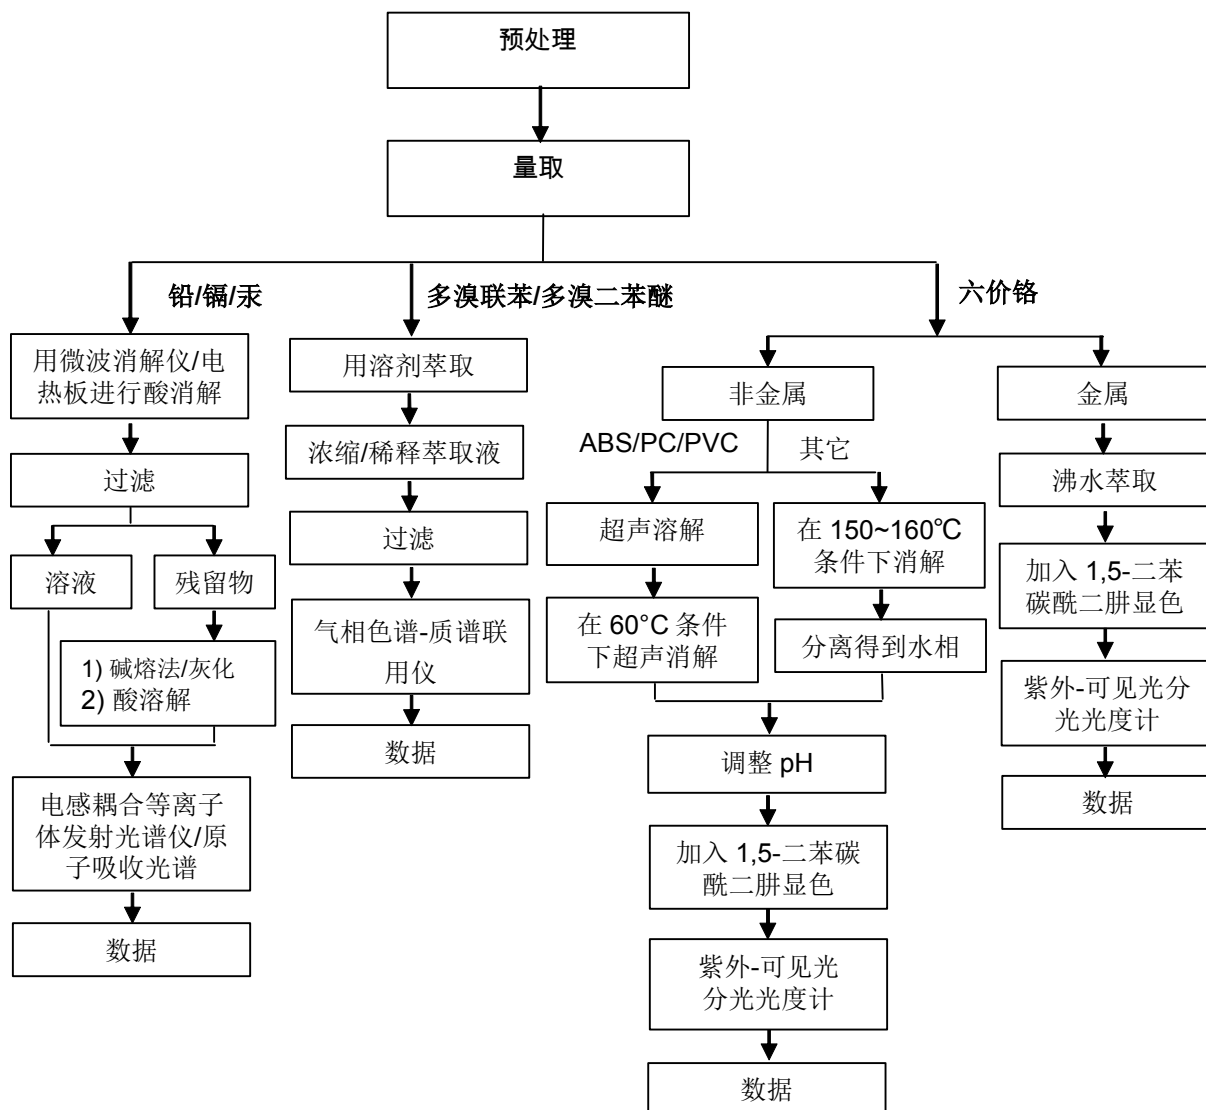 预处理
量取
铅/镉/汞
多溴联苯/多溴二苯醚
六价铬
用微波消解仪/电
热板进行酸消解
过滤
溶液
残留物
1) 碱熔法/灰化
2) 酸溶解
电感耦合等离子
体发射光谱仪/原
子吸收光谱
数据
用溶剂萃取
浓缩/稀释萃取液
过滤
气相色谱-质谱联
用仪
数据
非金属
ABS/PC/PVC
其它
超声溶解
在 60°C 条件
下超声消解
在 150~160℃
条件下消解
分离得到水相
调整 pH
加入 1,5-二苯碳
酰二肼显色
紫外-可见光
分光光度计
数据
金属
沸水萃取
加入 1,5-二苯
碳酰二肼显色
紫外-可见光分
光光度计
数据